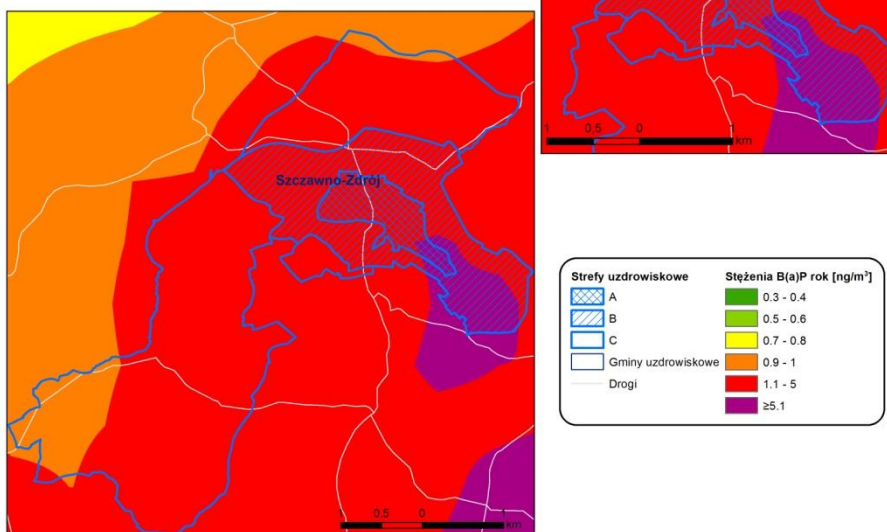 Szczawno-Zdrój
1 0,5 0 1
km
1 0,5 0 1
km
Strefy uzdrowiskowe
A
B
C
Gminy uzdrowiskowe
Drogi
Stężenia B(a)P rok [ng/m³]
0.3 - 0.4
0.5 - 0.6
0.7 - 0.8
0.9 - 1
1.1 - 5
≥5.1